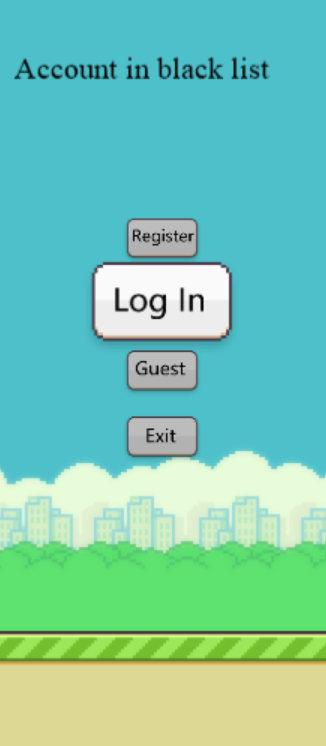 Account in black list
Register
Log In
Guest
Exit